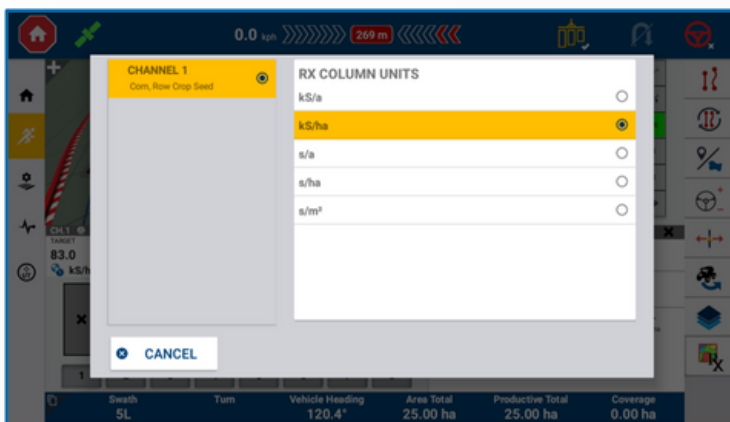 0.0 kph
269 m
CHANNEL 1
Corn, Row Crop Seed
RX COLUMN UNITS
kS/a
kS/ha
s/a
s/ha
s/m²
CH.1
TARGET
83.0
kS/h
CANCEL
1
Swath
5L
Turn
Vehicle Heading
120.4°
Area Total
25.00 ha
Productive Total
25.00 ha
Coverage
0.00 ha
Rx